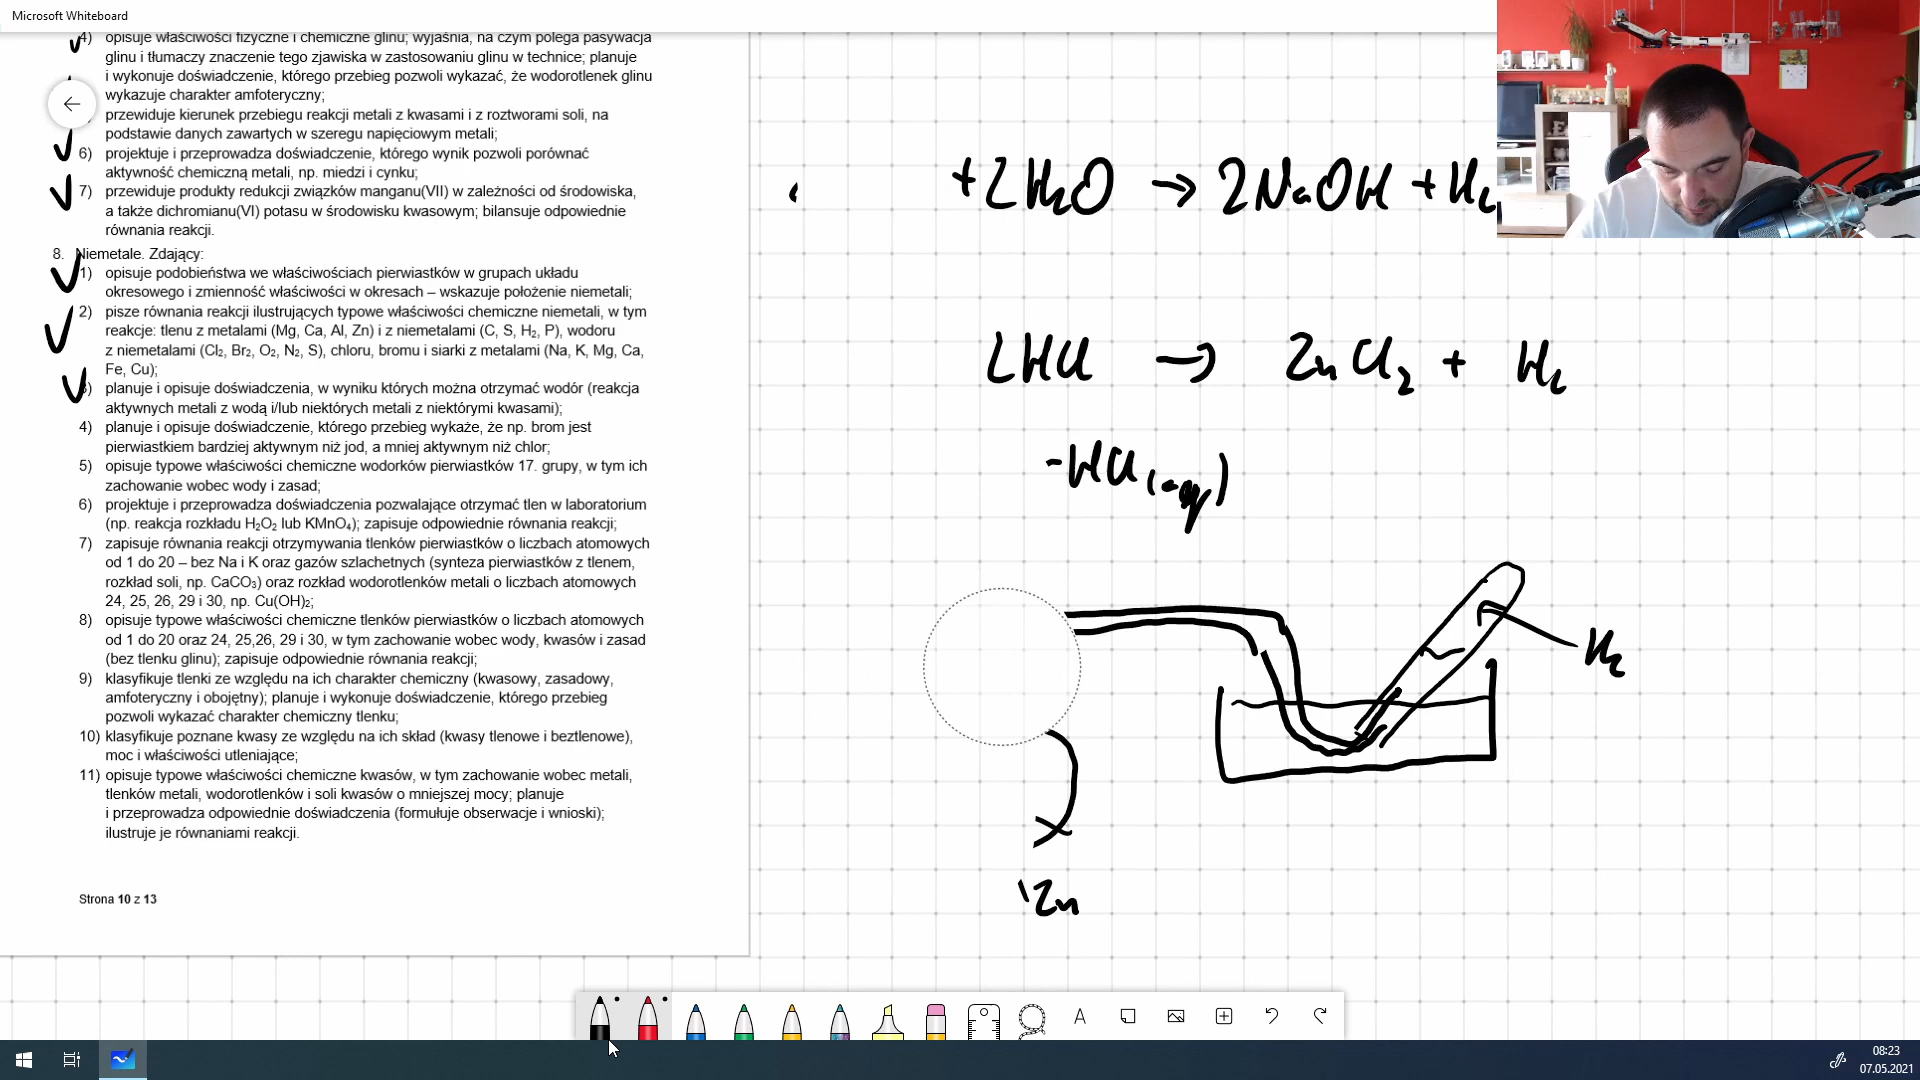 Microsoft Whiteboard
4) opisuje właściwości fizyczne i chemiczne glinu; wyjaśnia, na czym polega pasywacja
glinu i tłumaczy znaczenie tego zjawiska w zastosowaniu glinu w technice; planuje
i wykonuje doświadczenie, którego przebieg pozwoli wykazać, że wodorotlenek glinu
wykazuje charakter amfoteryczny;
przewiduje kierunek przebiegu reakcji metali z kwasami i z roztworami soli, na
podstawie danych zawartych w szeregu napięciowym metali;
6) projektuje i przeprowadza doświadczenie, którego wynik pozwoli porównać
aktywność chemiczną metali, np. miedzi i cynku;
7) przewiduje produkty redukcji związków manganu(VII) w zależności od środowiska,
a także dichromianu(VI) potasu w środowisku kwasowym; bilansuje odpowiednie
równania reakcji.
8. Niemetale. Zdający:
1) opisuje podobieństwa we właściwościach pierwiastków w grupach układu
okresowego i zmienność właściwości w okresach – wskazuje położenie niemetali;
2) pisze równania reakcji ilustrujących typowe właściwości chemiczne niemetali, w tym
reakcje: tlenu z metalami (Mg, Ca, Al, Zn) i z niemetalami (C, S, H₂, P), wodoru
z niemetalami (Cl₂, Br₂, O₂, N₂, S), chloru, bromu i siarki z metalami (Na, K, Mg, Ca,
Fe, Cu);
3) planuje i opisuje doświadczenia, w wyniku których można otrzymać wodór (reakcja
aktywnych metali z wodą i/lub niektórych metali z niektórymi kwasami);
4) planuje i opisuje doświadczenie, którego przebieg wykaże, że np. brom jest
pierwiastkiem bardziej aktywnym niż jod, a mniej aktywnym niż chlor;
5) opisuje typowe właściwości chemiczne wodorków pierwiastków 17. grupy, w tym ich
zachowanie wobec wody i zasad;
6) projektuje i przeprowadza doświadczenia pozwalające otrzymać tlen w laboratorium
(np. reakcja rozkładu H₂O₂ lub KMnO₄); zapisuje odpowiednie równania reakcji;
7) zapisuje równania reakcji otrzymywania tlenków pierwiastków o liczbach atomowych
od 1 do 20 – bez Na i K oraz gazów szlachetnych (synteza pierwiastków z tlenem,
rozkład soli, np. CaCO₃) oraz rozkład wodorotlenków metali o liczbach atomowych
24, 25, 26, 29 i 30, np. Cu(OH)₂;
8) opisuje typowe właściwości chemiczne tlenków pierwiastków o liczbach atomowych
od 1 do 20 oraz 24, 25,26, 29 i 30, w tym zachowanie wobec wody, kwasów i zasad
(bez tlenku glinu); zapisuje odpowiednie równania reakcji;
9) klasyfikuje tlenki ze względu na ich charakter chemiczny (kwasowy, zasadowy,
amfoteryczny i obojętny); planuje i wykonuje doświadczenie, którego przebieg
pozwoli wykazać charakter chemiczny tlenku;
10) klasyfikuje poznane kwasy ze względu na ich skład (kwasy tlenowe i beztlenowe),
moc i właściwości utleniające;
11) opisuje typowe właściwości chemiczne kwasów, w tym zachowanie wobec metali,
tlenków metali, wodorotlenków i soli kwasów o mniejszej mocy; planuje
i przeprowadza odpowiednie doświadczenia (formułuje obserwacje i wnioski);
ilustruje je równaniami reakcji.
Strona 10 z 13
+2H₂O → 2NaOH + H₂
2HCl → ZnCl₂ + H₂
-HCl(aq)
H₂
Zn
A
08:23
07.05.2021